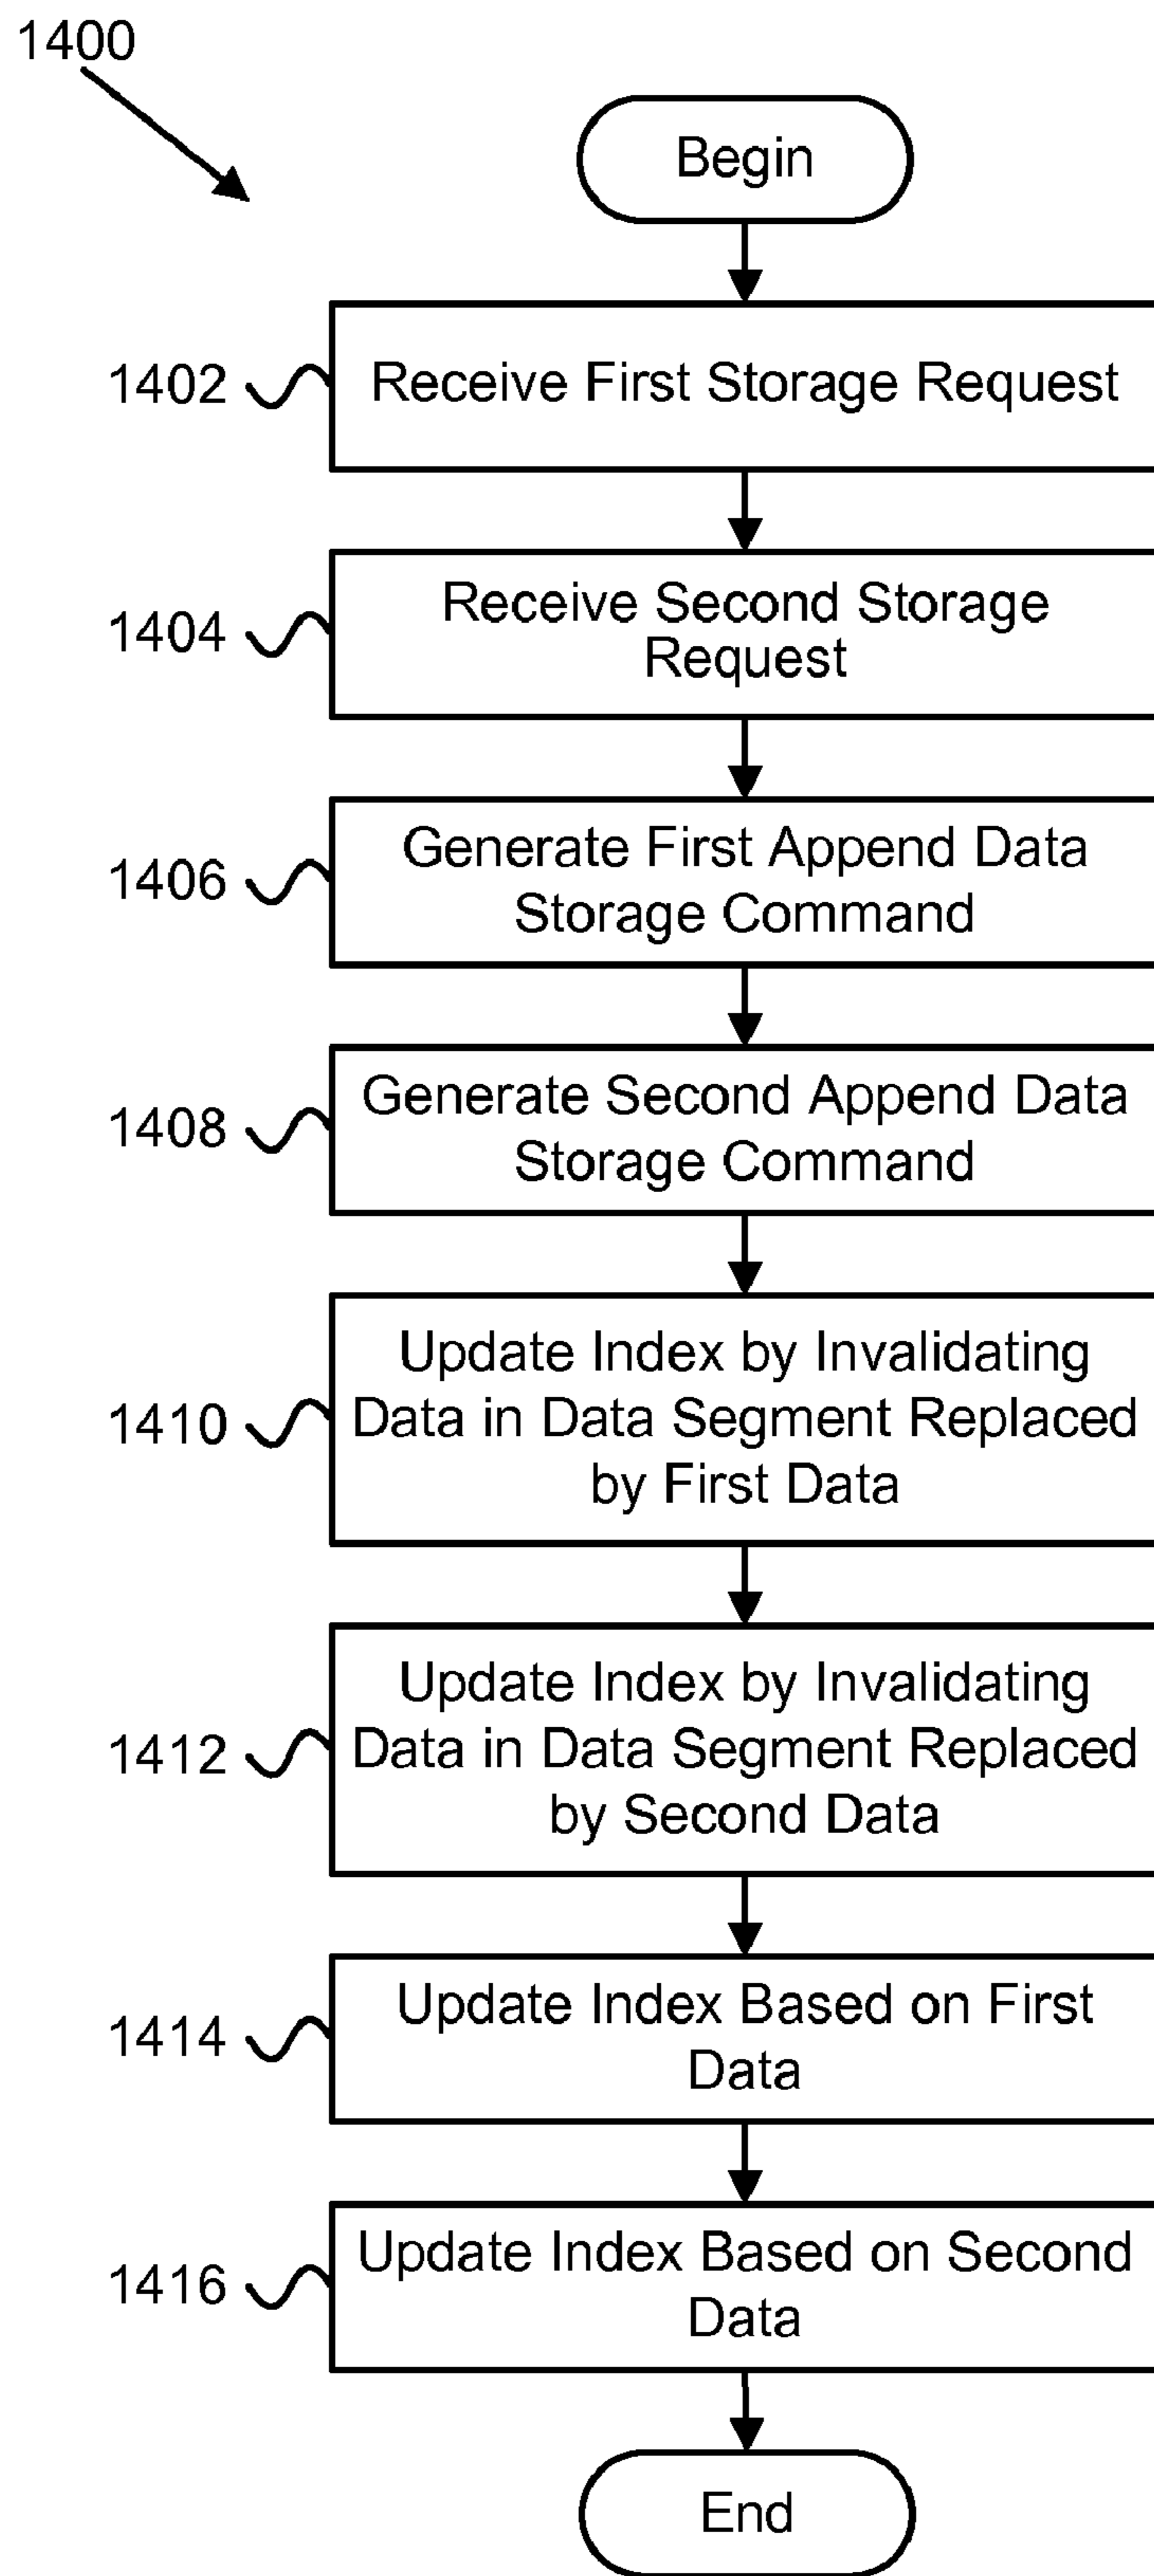 1400
Begin
1402
Receive First Storage Request
1404
Receive Second Storage
Request
1406
Generate First Append Data
Storage Command
1408
Generate Second Append Data
Storage Command
1410
Update Index by Invalidating
Data in Data Segment Replaced
by First Data
1412
Update Index by Invalidating
Data in Data Segment Replaced
by Second Data
1414
Update Index Based on First
Data
1416
Update Index Based on Second
Data
End